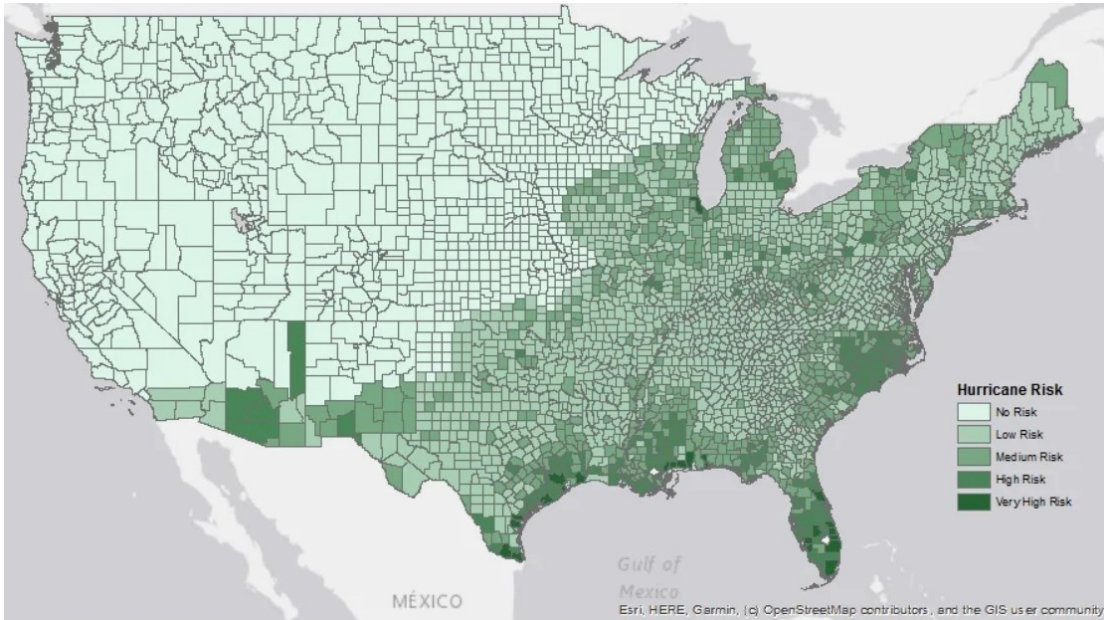 Hurricane Risk
No Risk
Low Risk
Medium Risk
High Risk
Very High Risk
Gulf of
Mexico
MÉXICO
Esri, HERE, Garmin, (c) OpenStreetMap contributors, and the GIS user community